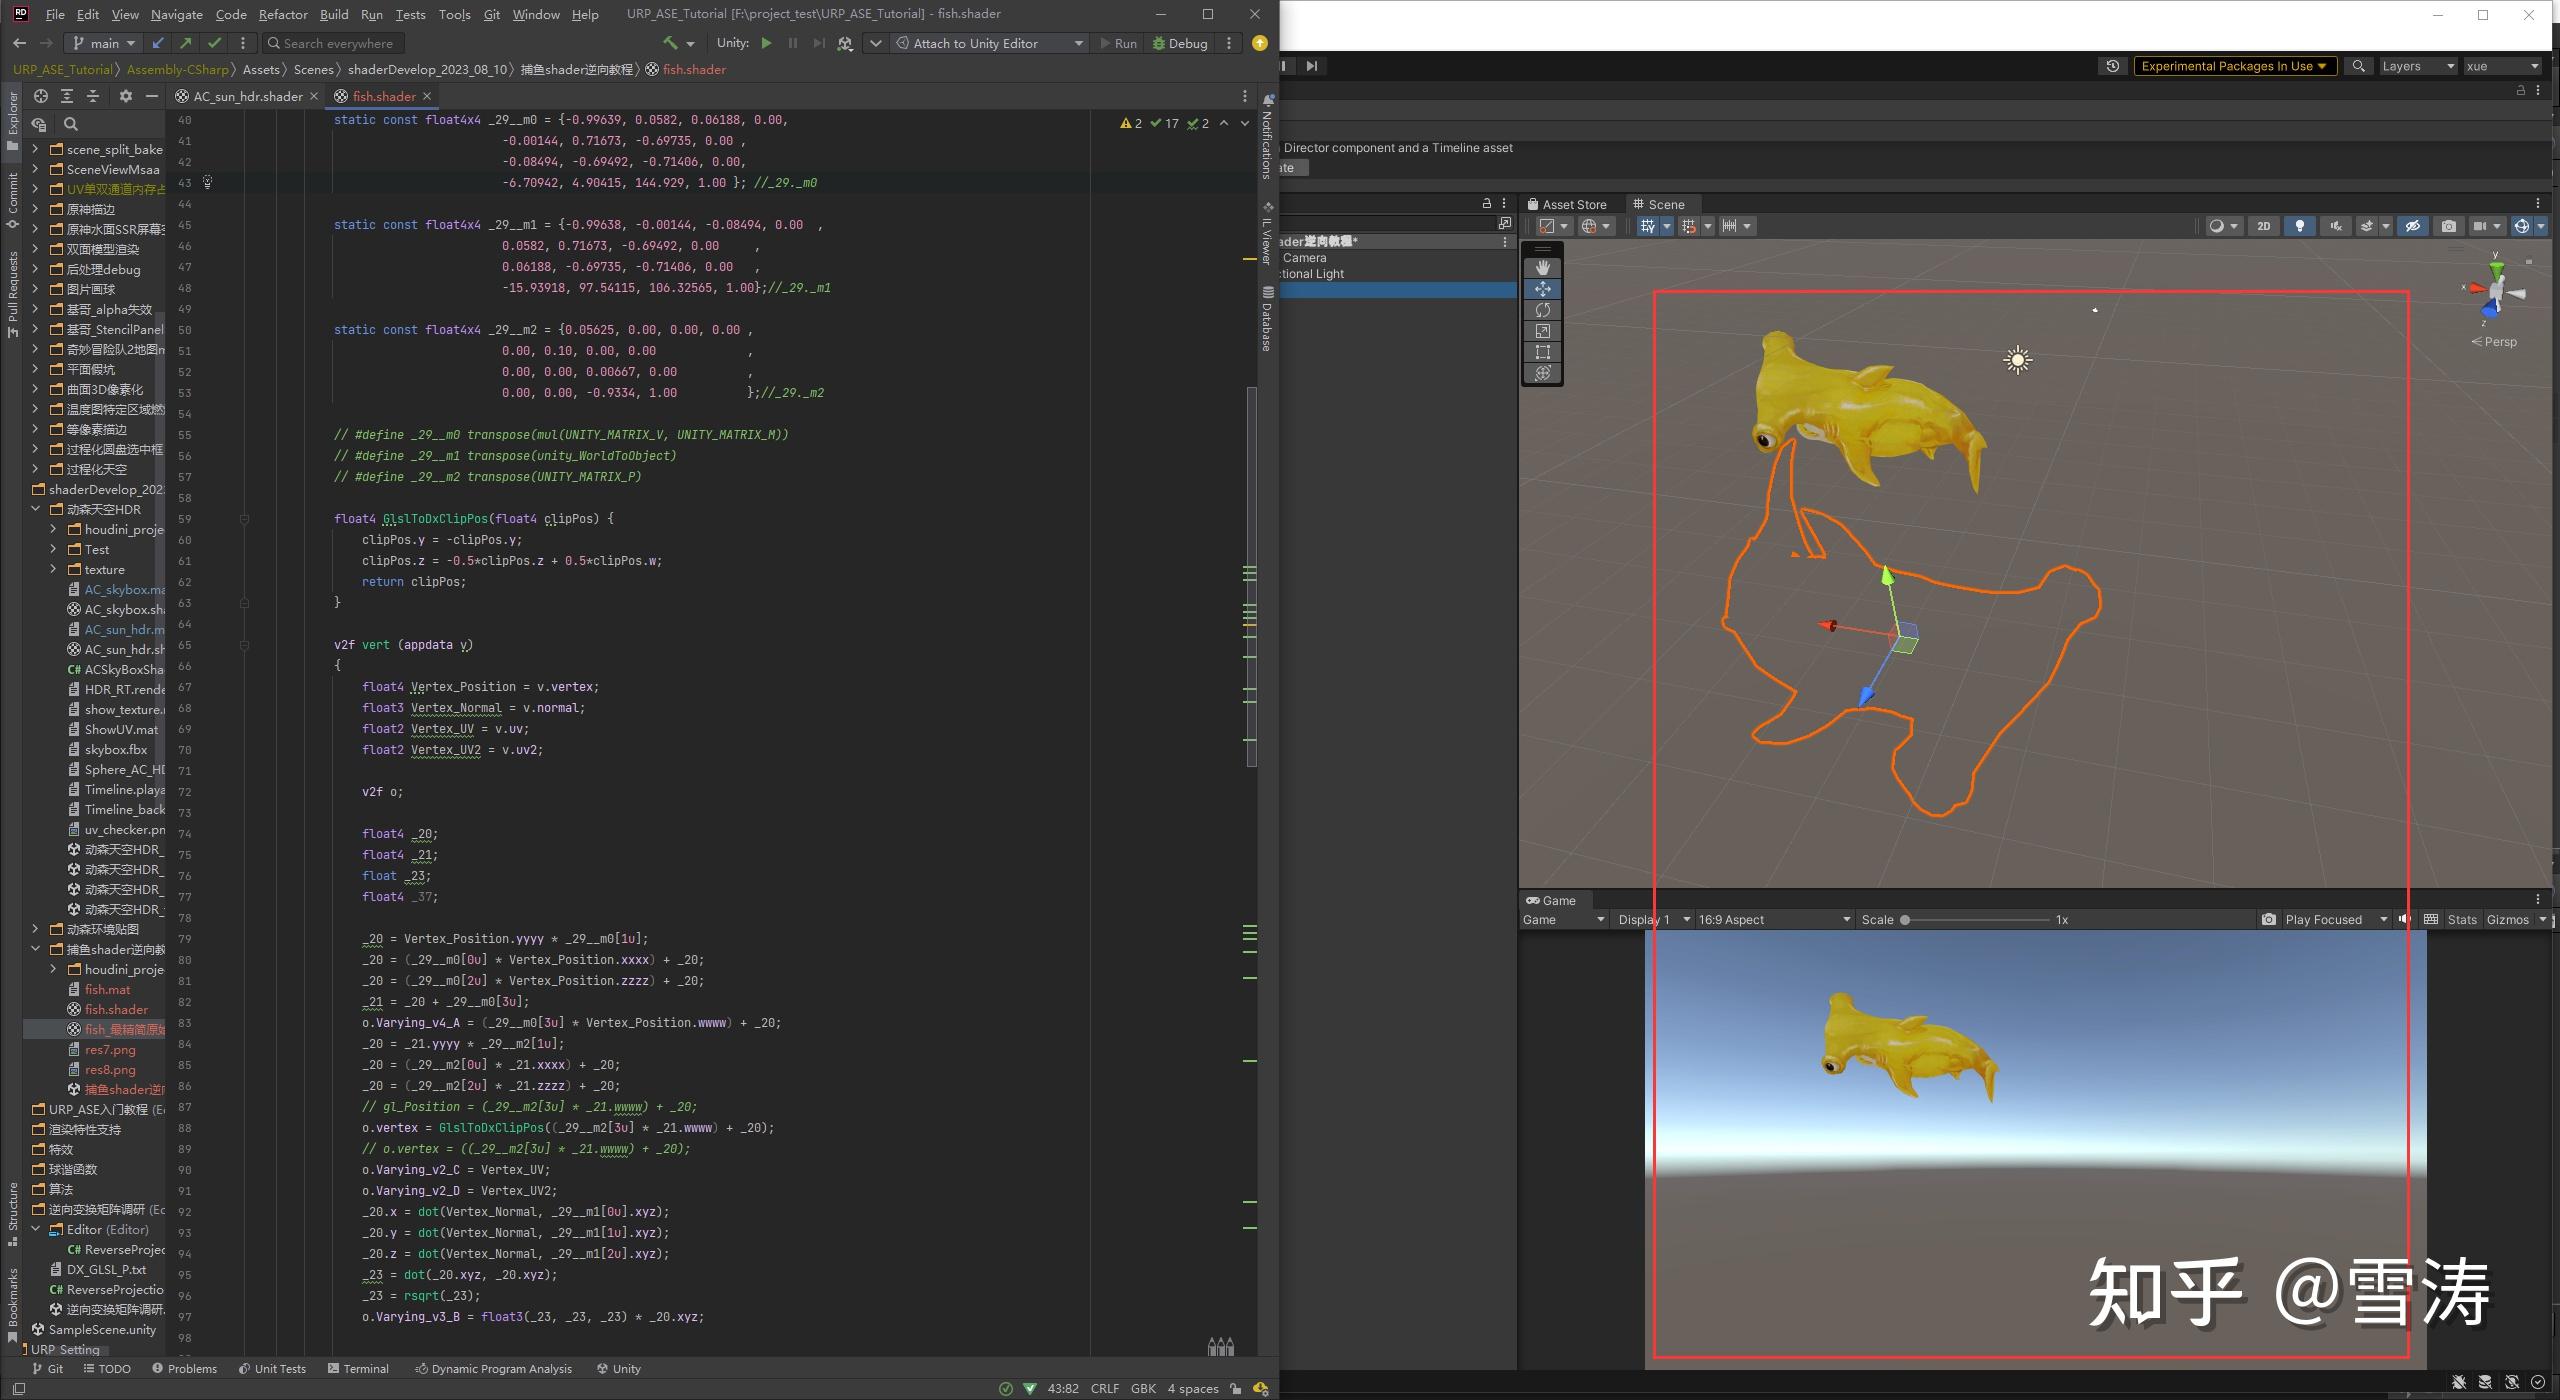 File Edit View Navigate Code Refactor Build Run Tests Tools Git Window Help URP_ASE_Tutorial [F:\project_test\URP_ASE_Tutorial] - fish.shader
main Search everywhere Unity: Attach to Unity Editor Run Debug
URP_ASE_Tutorial Assembly-CSharp Assets Scenes shaderDevelop_2023_08_10 捕鱼shader逆向教程 fish.shader
AC_sun_hdr.shader fish.shader
Explorer
Commit
Pull Requests
Structure
Bookmarks
scene_split_bake
SceneViewMsaa
UV单双通道内存占
原神描边
原神水面SSR屏幕空
双面模型渲染
后处理debug
图片画球
基哥_alpha失效
基哥_StencilPanel
奇妙冒险队2地图m
平面假坑
曲面3D像素化
温度图特定区域燃
等像素描边
过程化圆盘选中框
过程化天空
shaderDevelop_202
动森天空HDR
houdini_proje
Test
texture
AC_skybox.ma
AC_skybox.sh
AC_sun_hdr.m
AC_sun_hdr.sh
C# ACSkyBoxSha
HDR_RT.rende
show_texture.
ShowUV.mat
skybox.fbx
Sphere_AC_HD
Timeline.playa
Timeline_back
uv_checker.pn
动森天空HDR_
动森天空HDR_
动森天空HDR_
动森天空HDR_
动森环境贴图
捕鱼shader逆向教
houdini_proje
fish.mat
fish.shader
fish_最精简原始
res7.png
res8.png
捕鱼shader逆向
URP_ASE入门教程 (Ed
渲染特性支持
特效
球谐函数
算法
逆向变换矩阵调研 (Ed
Editor (Editor)
C# ReverseProjec
DX_GLSL_P.txt
C# ReverseProjectio
逆向变换矩阵调研.
SampleScene.unity
URP Setting
2 17 2
40 static const float4x4 _29__m0 = {-0.99639, 0.0582, 0.06188, 0.00,
41 -0.00144, 0.71673, -0.69735, 0.00 ,
42 -0.08494, -0.69492, -0.71406, 0.00,
43 -6.70942, 4.90415, 144.929, 1.00 }; //_29._m0
44
45 static const float4x4 _29__m1 = {-0.99638, -0.00144, -0.08494, 0.00 ,
46 0.0582, 0.71673, -0.69492, 0.00 ,
47 0.06188, -0.69735, -0.71406, 0.00 ,
48 -15.93918, 97.54115, 106.32565, 1.00};//_29._m1
49
50 static const float4x4 _29__m2 = {0.05625, 0.00, 0.00, 0.00 ,
51 0.00, 0.10, 0.00, 0.00 ,
52 0.00, 0.00, 0.00667, 0.00 ,
53 0.00, 0.00, -0.9334, 1.00 };//_29._m2
54
55 // #define _29__m0 transpose(mul(UNITY_MATRIX_V, UNITY_MATRIX_M))
56 // #define _29__m1 transpose(unity_WorldToObject)
57 // #define _29__m2 transpose(UNITY_MATRIX_P)
58
59 float4 GlslToDxClipPos(float4 clipPos) {
60 clipPos.y = -clipPos.y;
61 clipPos.z = -0.5*clipPos.z + 0.5*clipPos.w;
62 return clipPos;
63 }
64
65 v2f vert (appdata v)
66 {
67 float4 Vertex_Position = v.vertex;
68 float3 Vertex_Normal = v.normal;
69 float2 Vertex_UV = v.uv;
70 float2 Vertex_UV2 = v.uv2;
71
72 v2f o;
73
74 float4 _20;
75 float4 _21;
76 float _23;
77 float4 _37;
78
79 _20 = Vertex_Position.yyyy * _29__m0[1u];
80 _20 = (_29__m0[0u] * Vertex_Position.xxxx) + _20;
81 _20 = (_29__m0[2u] * Vertex_Position.zzzz) + _20;
82 _21 = _20 + _29__m0[3u];
83 o.Varying_v4_A = (_29__m0[3u] * Vertex_Position.wwww) + _20;
84 _20 = _21.yyyy * _29__m2[1u];
85 _20 = (_29__m2[0u] * _21.xxxx) + _20;
86 _20 = (_29__m2[2u] * _21.zzzz) + _20;
87 // gl_Position = (_29__m2[3u] * _21.wwww) + _20;
88 o.vertex = GlslToDxClipPos((_29__m2[3u] * _21.wwww) + _20);
89 // o.vertex = ((_29__m2[3u] * _21.wwww) + _20);
90 o.Varying_v2_C = Vertex_UV;
91 o.Varying_v2_D = Vertex_UV2;
92 _20.x = dot(Vertex_Normal, _29__m1[0u].xyz);
93 _20.y = dot(Vertex_Normal, _29__m1[1u].xyz);
94 _20.z = dot(Vertex_Normal, _29__m1[2u].xyz);
95 _23 = dot(_20.xyz, _20.xyz);
96 _23 = rsqrt(_23);
97 o.Varying_v3_B = float3(_23, _23, _23) * _20.xyz;
98
Notifications
IL Viewer
Database
Git TODO Problems Unit Tests Terminal Dynamic Program Analysis Unity
43:82 CRLF GBK 4 spaces
Experimental Packages In Use Layers xue
Director component and a Timeline asset
ate
ader逆向教程*
Camera
ctional Light
Asset Store Scene
2D
y
x
z
Persp
Game
Game Display 1 16:9 Aspect Scale 1x Play Focused Stats Gizmos
知乎 @雪涛